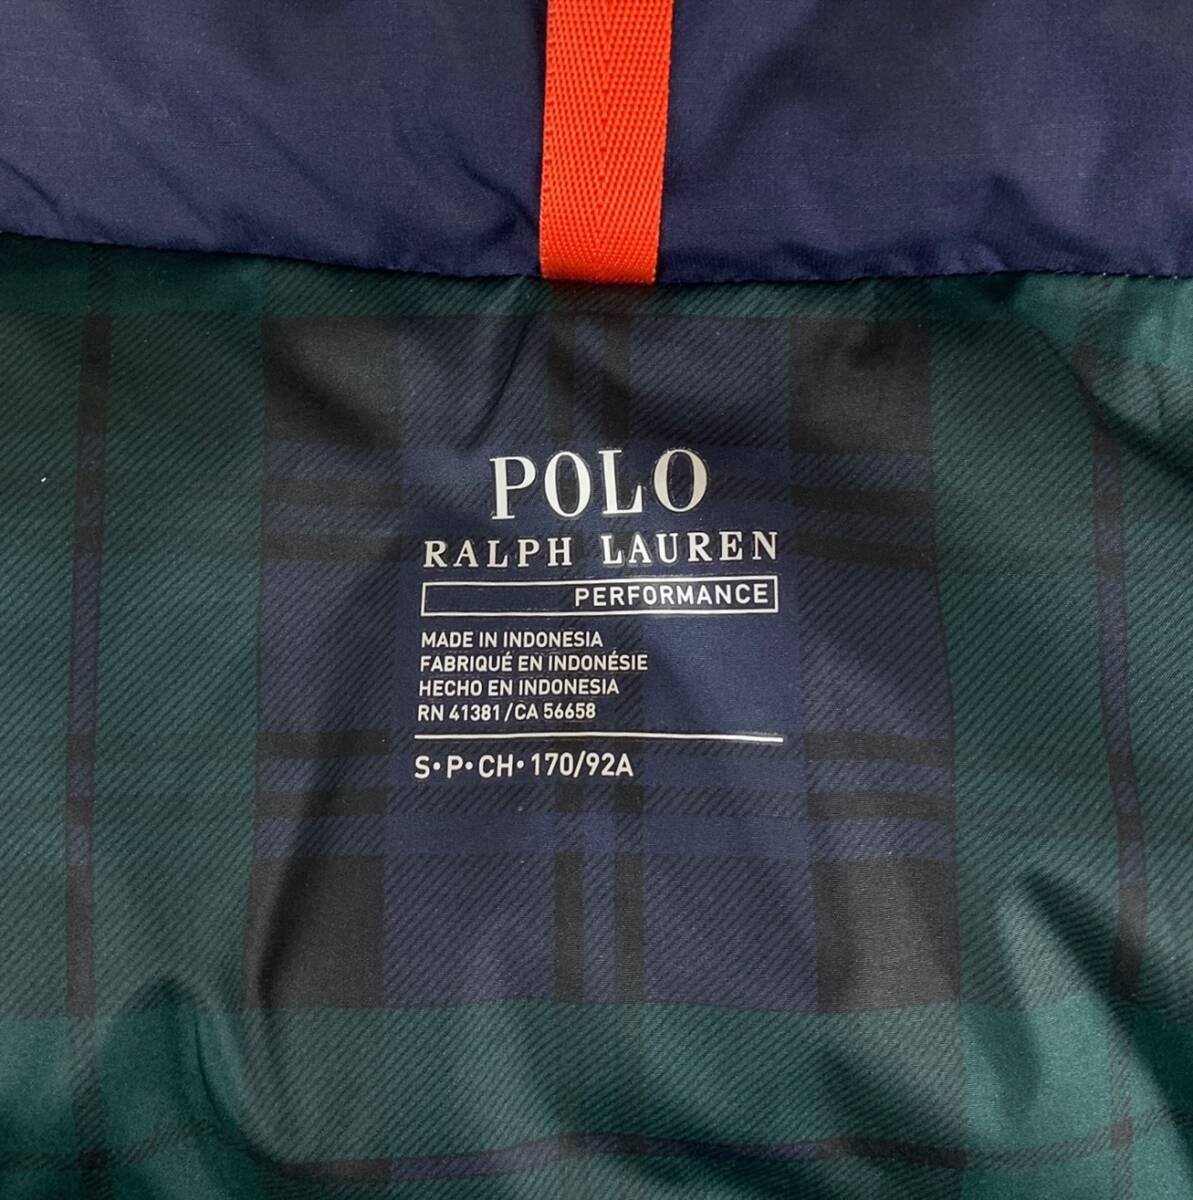 POLO
RALPH LAUREN
PERFORMANCE
MADE IN INDONESIA
FABRIQUÉ EN INDONÉSIE
HECHO EN INDONESIA
RN 41381/CA 56658
S•P•CH•170/92A